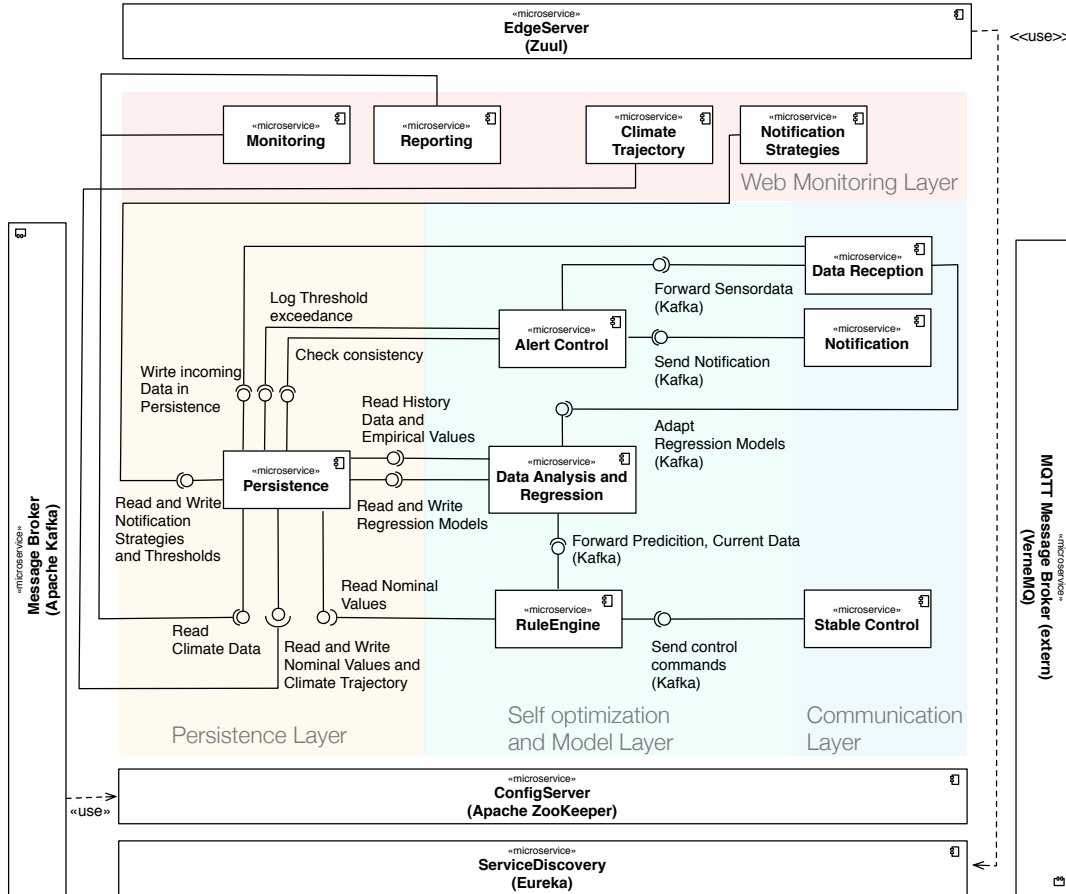 «microservice»
EdgeServer
(Zuul)
<<use>>
«microservice»
Monitoring
«microservice»
Reporting
«microservice»
Climate
Trajectory
«microservice»
Notification
Strategies
Web Monitoring Layer
«microservice»
Message Broker
(Apache Kafka)
«microservice»
Data Reception
Forward Sensordata
(Kafka)
Log Threshold
exceedance
«microservice»
Alert Control
«microservice»
Notification
Check consistency
Send Notification
(Kafka)
Wirte incoming
Data in
Persistence
Read History
Data and
Empirical Values
Adapt
Regression Models
(Kafka)
«microservice»
Persistence
«microservice»
Data Analysis and
Regression
Read and Write
Notification
Strategies
and Thresholds
Read and Write
Regression Models
Forward Predicition, Current Data
(Kafka)
Read Nominal
Values
«microservice»
RuleEngine
«microservice»
Stable Control
Read
Climate Data
Read and Write
Nominal Values and
Climate Trajectory
Send control
commands
(Kafka)
Persistence Layer
Self optimization
and Model Layer
Communication
Layer
MQTT Message Broker (extern)
(VerneMQ)
«microservice»
«use»
«microservice»
ConfigServer
(Apache ZooKeeper)
«microservice»
ServiceDiscovery
(Eureka)